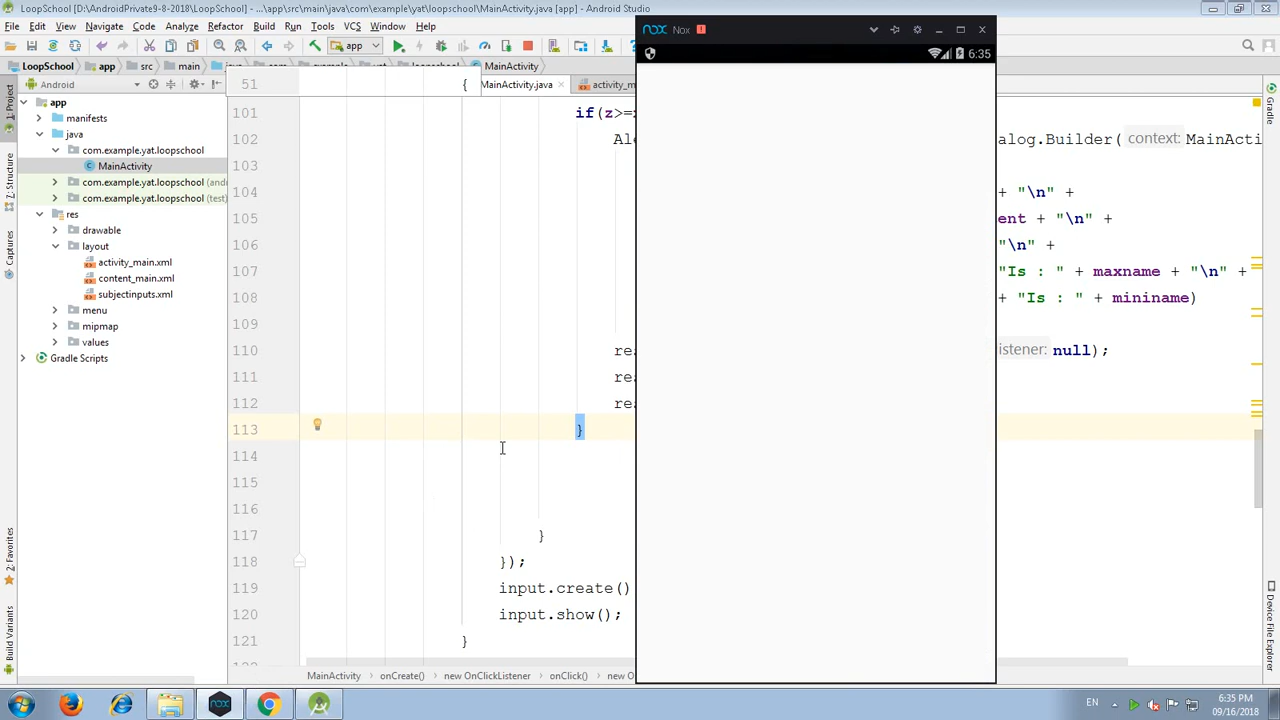 LoopSchool [D:\AndroidPrivate9-8-2018\LoopSchool] - ...\app\src\main\java\com\example\yat\loopschool\MainActivity.java [app] - Android Studio
File Edit View Navigate Code Analyze Refactor Build Run Tools VCS Window Help
app
LoopSchool app src main MainActivity
Android
MainActivity.java activity_m
app
manifests
java
com.example.yat.loopschool
MainActivity
com.example.yat.loopschool (and
com.example.yat.loopschool (test)
res
drawable
layout
activity_main.xml
content_main.xml
subjectinputs.xml
menu
mipmap
values
Gradle Scripts
1: Project
7: Structure
Captures
2: Favorites
Build Variants
Gradle
Device File Explorer
Nox
6:35
51 {
101 if(z>=
102 Ale alog.Builder( context: MainActi
103
104 + "\n" +
105 ent + "\n" +
106 "\n" +
107 "Is : " + maxname + "\n" +
108 + "Is : " + mininame)
109
110 res istener: null);
111 res
112 res
113 }
114
115
116
117 }
118 });
119 input.create()
120 input.show();
121 }
MainActivity onCreate() new OnClickListener onClick() new O
EN
6:35 PM
09/16/2018